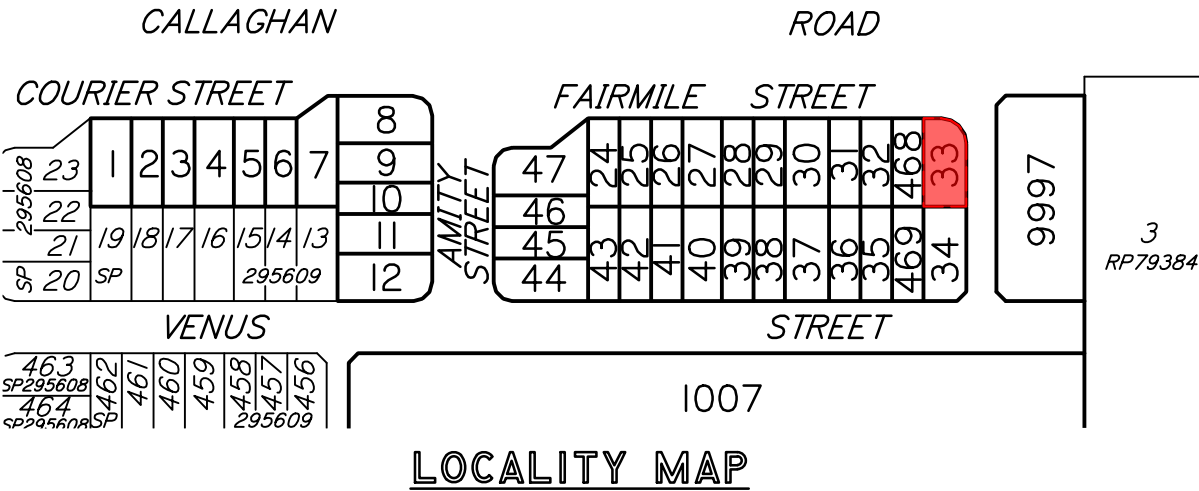 CALLAGHAN ROAD
COURIER STREET FAIRMILE STREET
8
23 1 2 3 4 5 6 7 9 47 24 25 26 27 28 29 30 31 32 468 33
295608
22 10 46
AMITY
STREET
9997
3
RP79384
21 19 18 17 16 15 14 13 11 45 43 42 41 40 39 38 37 36 35 469 34
SP 20 SP 295609 12 44
VENUS STREET
463
SP295608
462 461 460 459 458 457 456
464
SP295608
SP 295609
1007
LOCALITY MAP